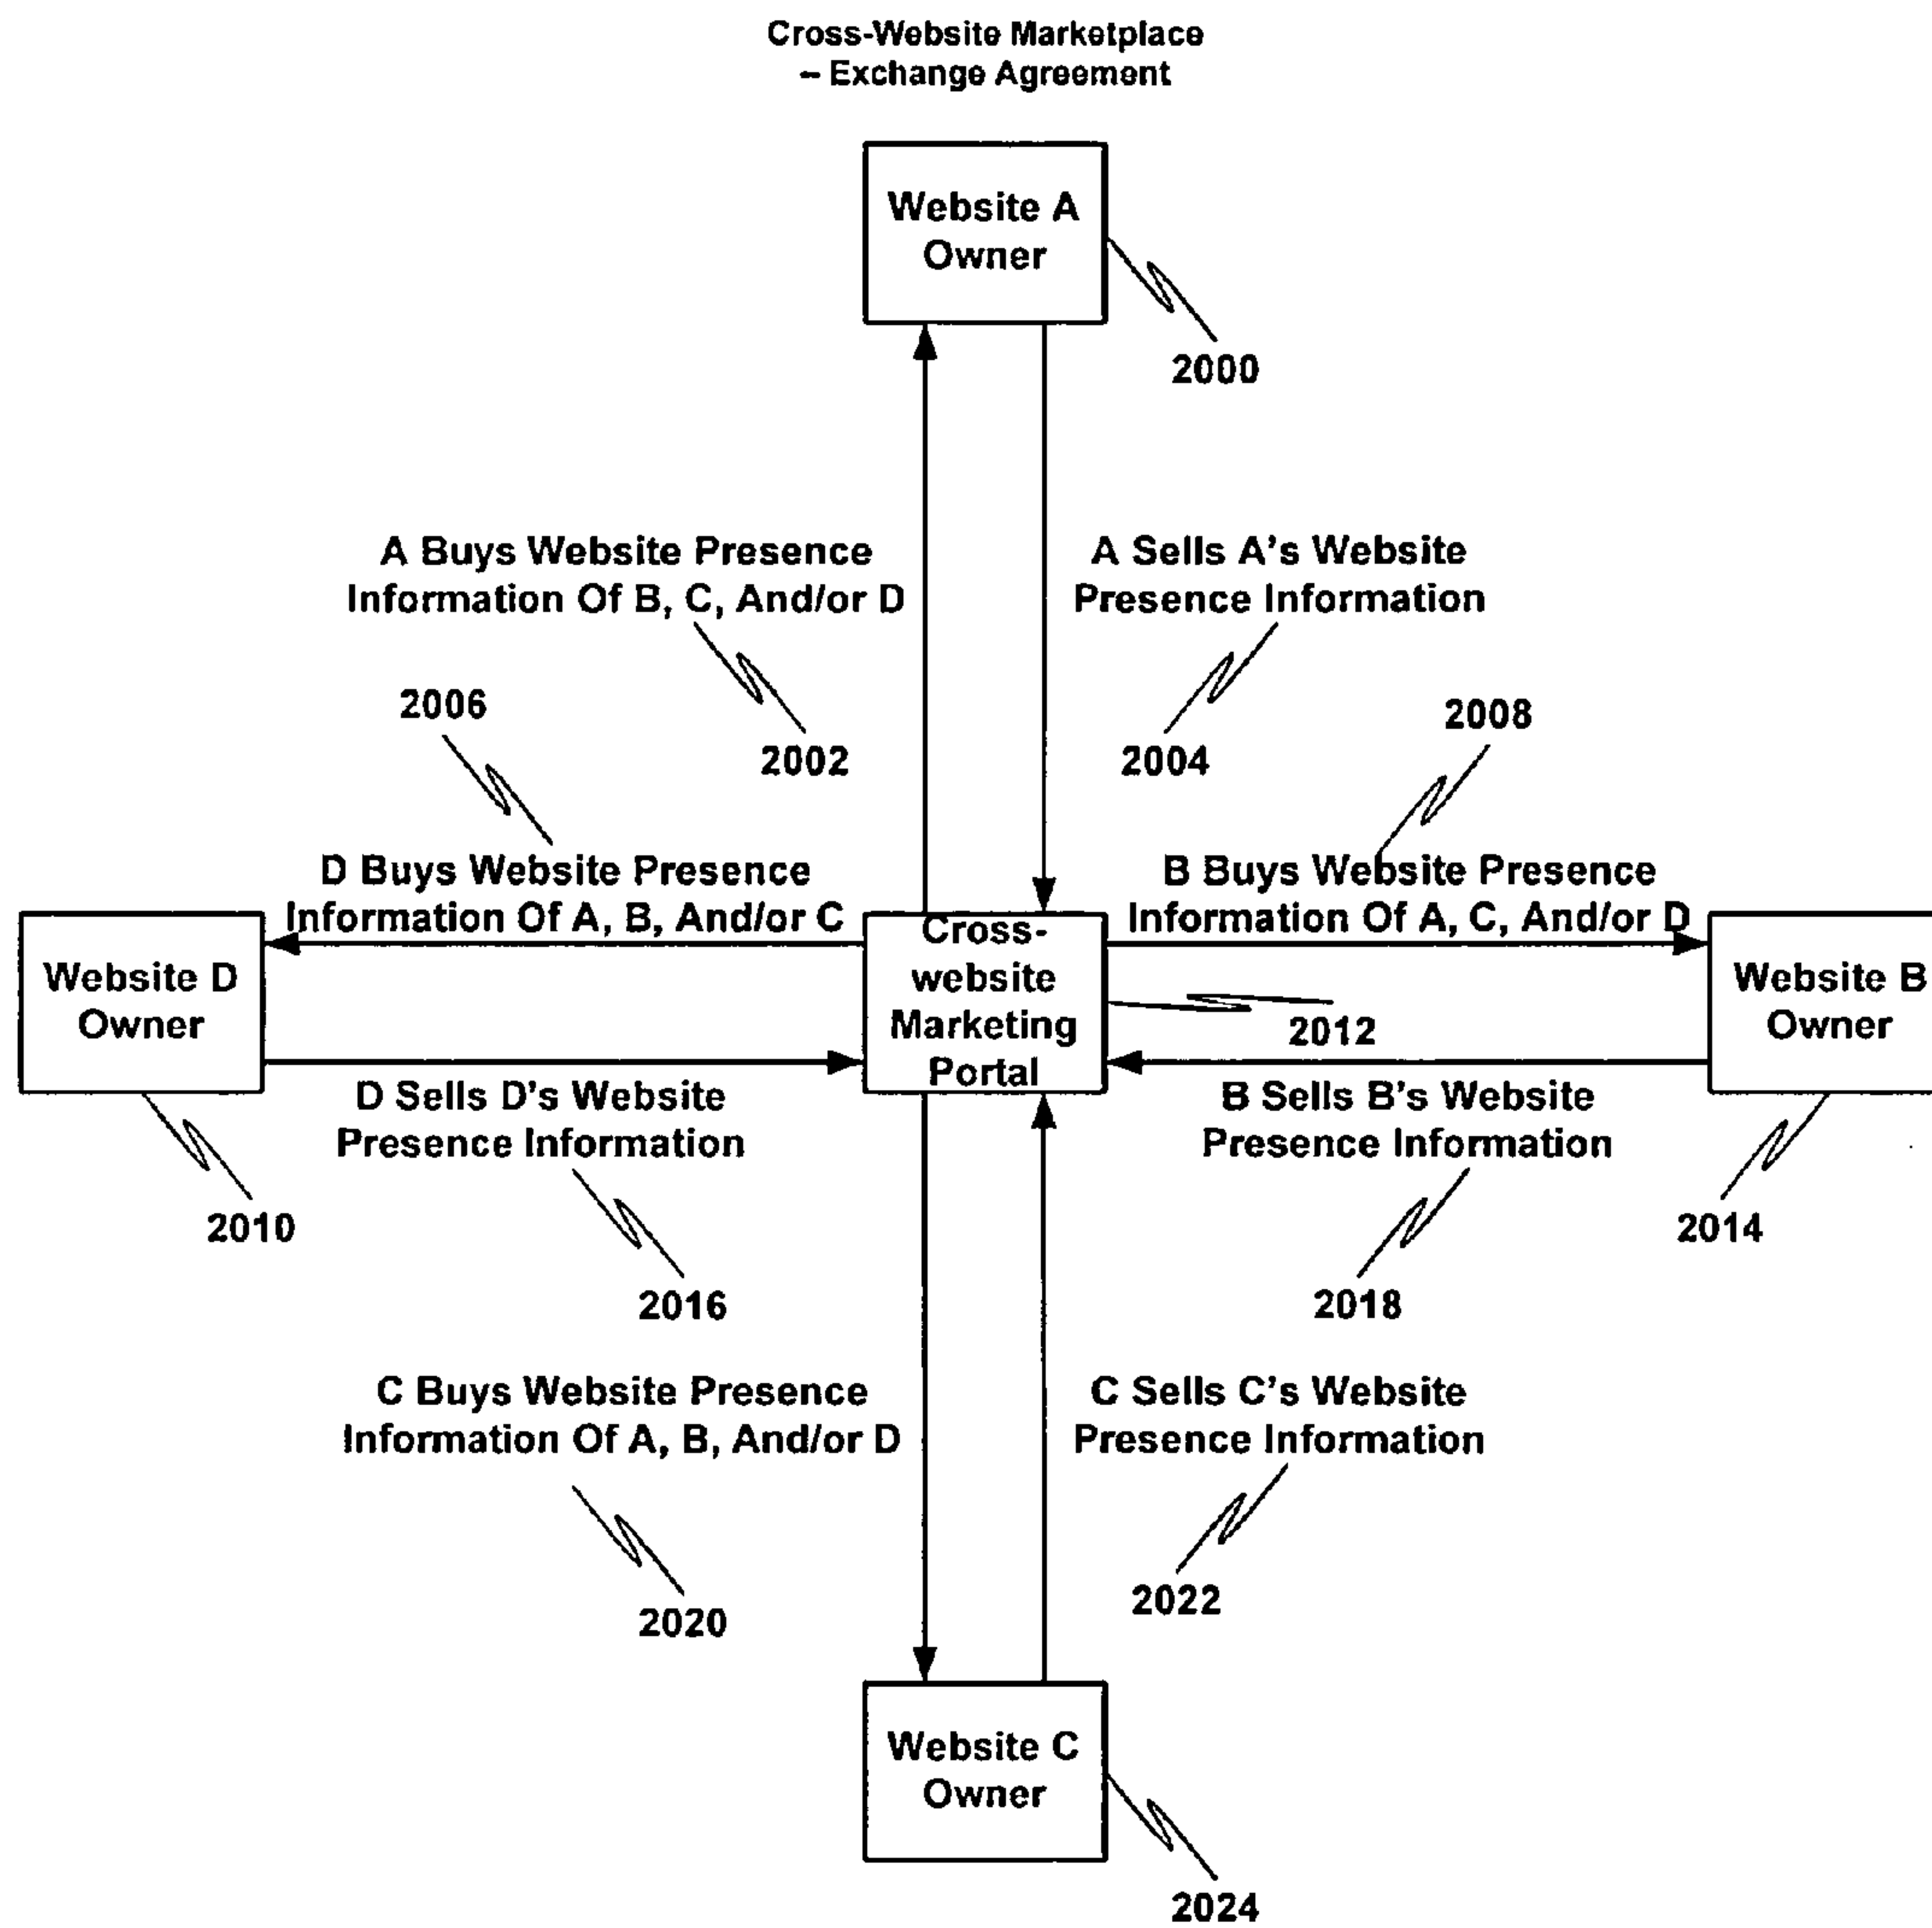 Cross-Website Marketplace
– Exchange Agreement
Website A
Owner
2000
A Buys Website Presence
Information Of B, C, And/or D
2002
A Sells A's Website
Presence Information
2004
2006
D Buys Website Presence
Information Of A, B, And/or C
2008
B Buys Website Presence
Information Of A, C, And/or D
Website D
Owner
2010
Cross-
website
Marketing
Portal
2012
Website B
Owner
2014
D Sells D's Website
Presence Information
2016
B Sells B's Website
Presence Information
2018
C Buys Website Presence
Information Of A, B, And/or D
2020
C Sells C's Website
Presence Information
2022
Website C
Owner
2024